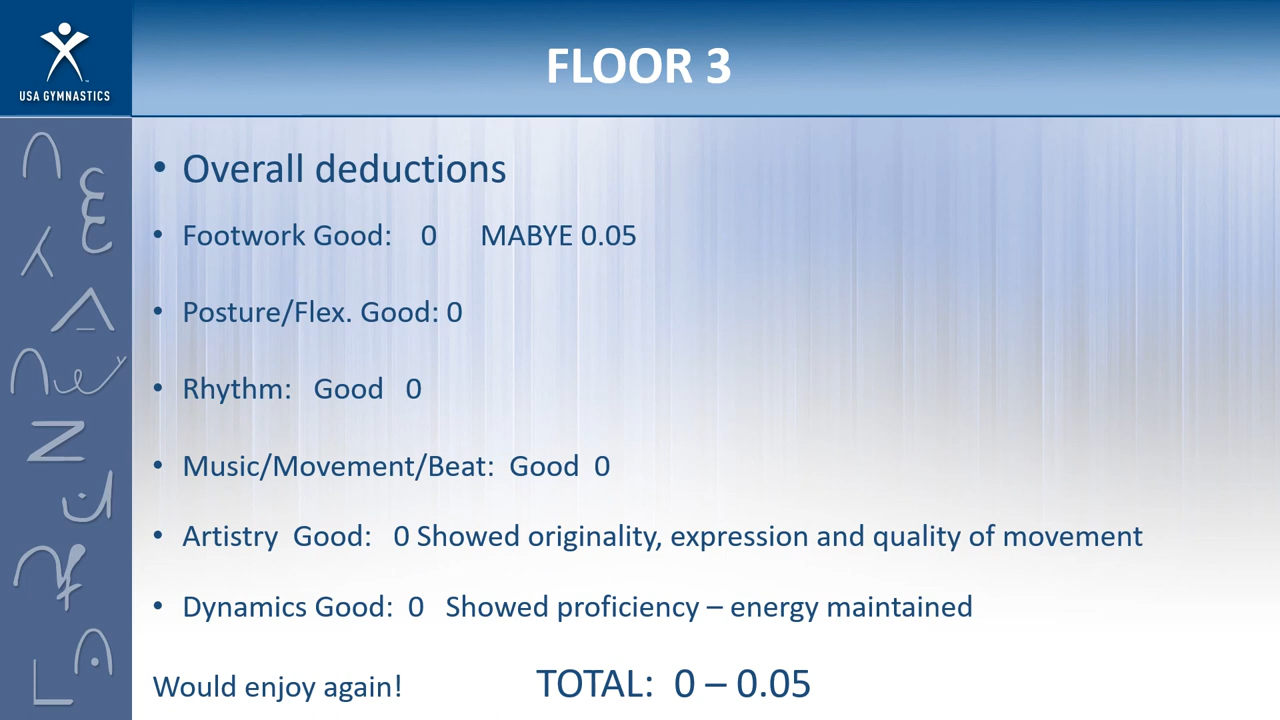 USA GYMNASTICS
FLOOR 3
• Overall deductions
• Footwork Good: 0 MABYE 0.05
• Posture/Flex. Good: 0
• Rhythm: Good 0
• Music/Movement/Beat: Good 0
• Artistry Good: 0 Showed originality, expression and quality of movement
• Dynamics Good: 0 Showed proficiency – energy maintained
Would enjoy again! TOTAL: 0 – 0.05